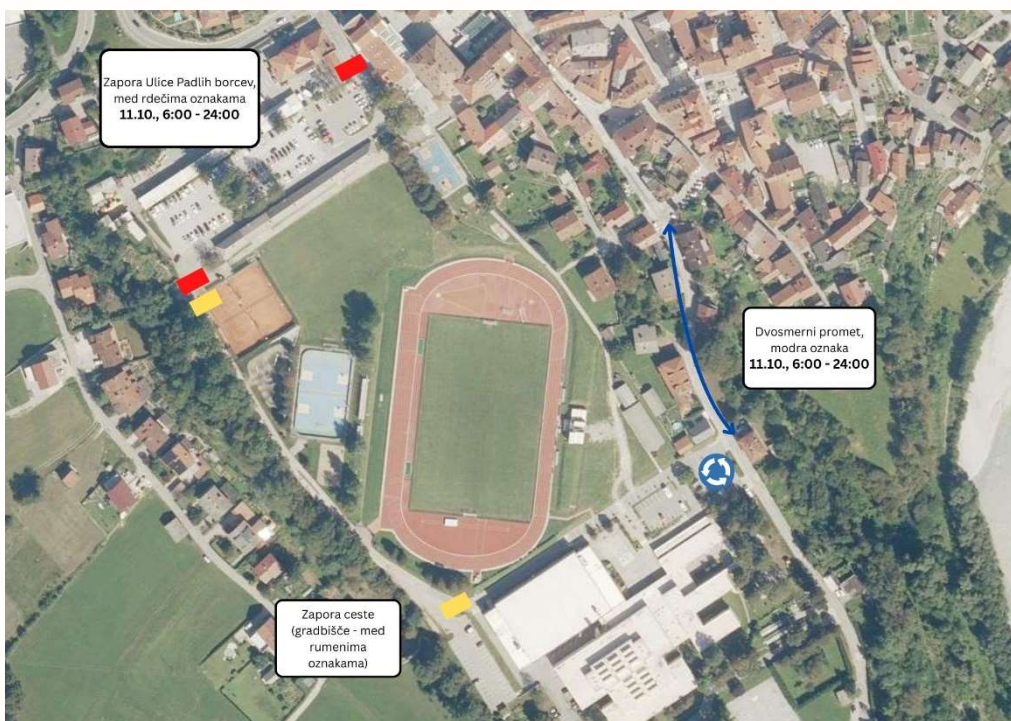 Zapora Ulice Padlih borcev,
med rdečima oznakama
11.10., 6:00 - 24:00
Dvosmerni promet,
modra oznaka
11.10., 6:00 - 24:00
Zapora ceste
(gradbišče - med
rumenima
oznakama)